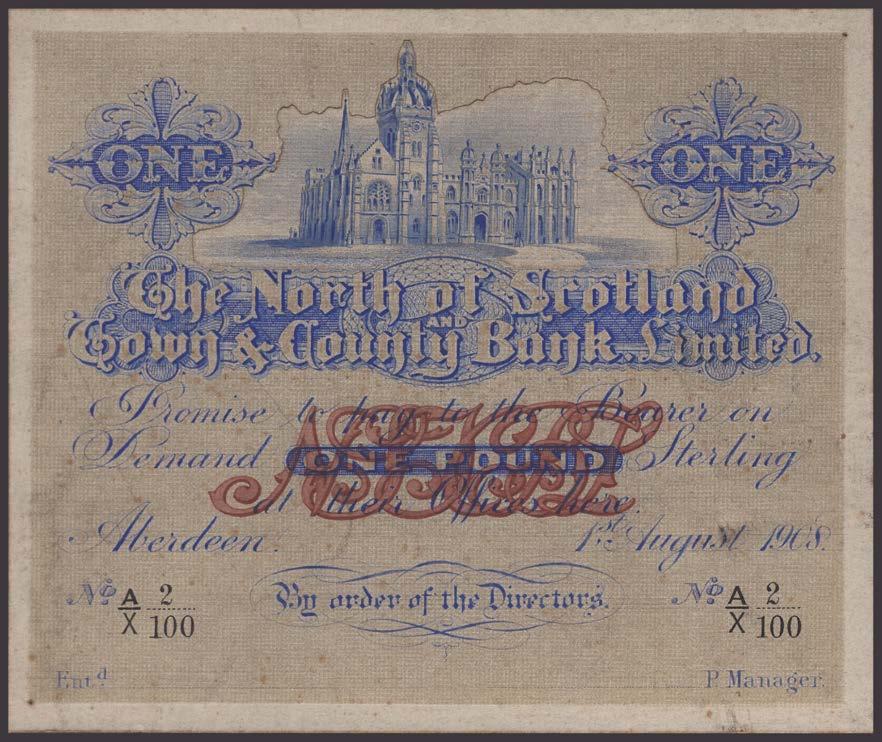 ONE ONE
The North of Scotland
AND
Town & County Bank. Limited.
Promise to pay to the Bearer on
Demand ONE POUND Sterling
at their Offices here.
Aberdeen. 1st August 1908.
No. A/X 2/100 By order of the Directors. No. A/X 2/100
Entd. P. Manager.